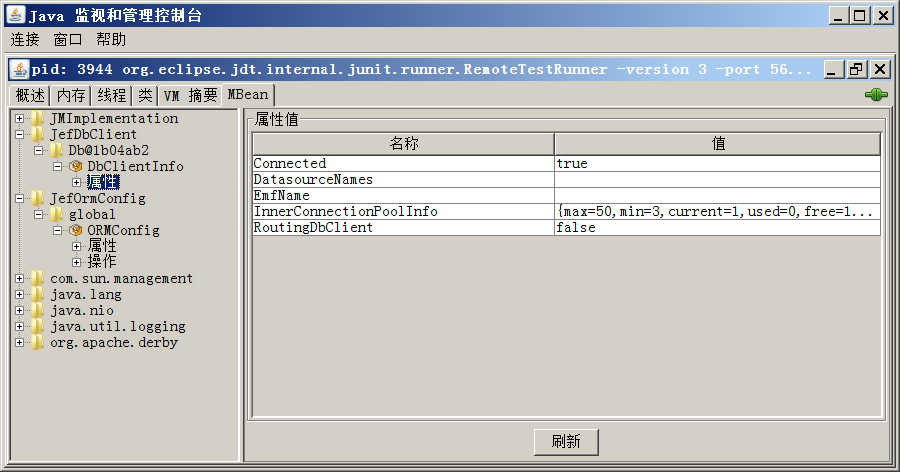 Java 监视和管理控制台
连接 窗口 帮助
pid: 3944 org.eclipse.jdt.internal.junit.runner.RemoteTestRunner -version 3 -port 56...
概述 内存 线程 类 VM 摘要 MBean
JMImplementation
JefDbClient
Db@1b04ab2
DbClientInfo
属性
JefOrmConfig
global
ORMConfig
属性
操作
com.sun.management
java.lang
java.nio
java.util.logging
org.apache.derby
属性值
名称 值
Connected true
DatasourceNames
EmfName
InnerConnectionPoolInfo {max=50,min=3,current=1,used=0,free=1...
RoutingDbClient false
刷新